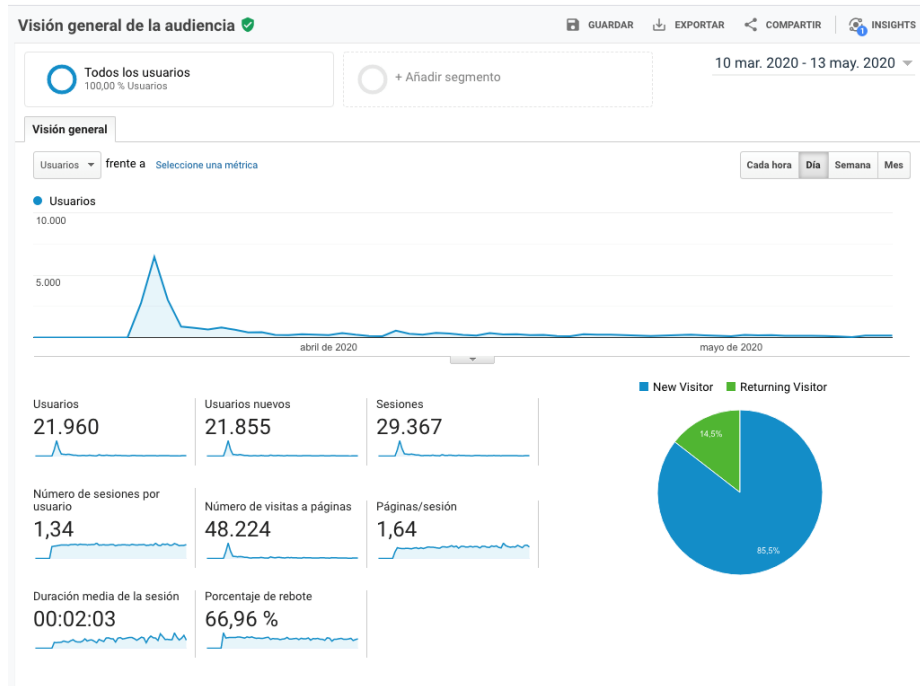 Visión general de la audiencia
GUARDAR
EXPORTAR
COMPARTIR
1
INSIGHTS
Todos los usuarios
100,00 % Usuarios
+ Añadir segmento
10 mar. 2020 - 13 may. 2020
Visión general
Usuarios
frente a
Seleccione una métrica
Cada hora
Día
Semana
Mes
Usuarios
10.000
5.000
abril de 2020
mayo de 2020
New Visitor
Returning Visitor
Usuarios
21.960
Usuarios nuevos
21.855
Sesiones
29.367
14,5%
85,5%
Número de sesiones por
usuario
1,34
Número de visitas a páginas
48.224
Páginas/sesión
1,64
Duración media de la sesión
00:02:03
Porcentaje de rebote
66,96 %